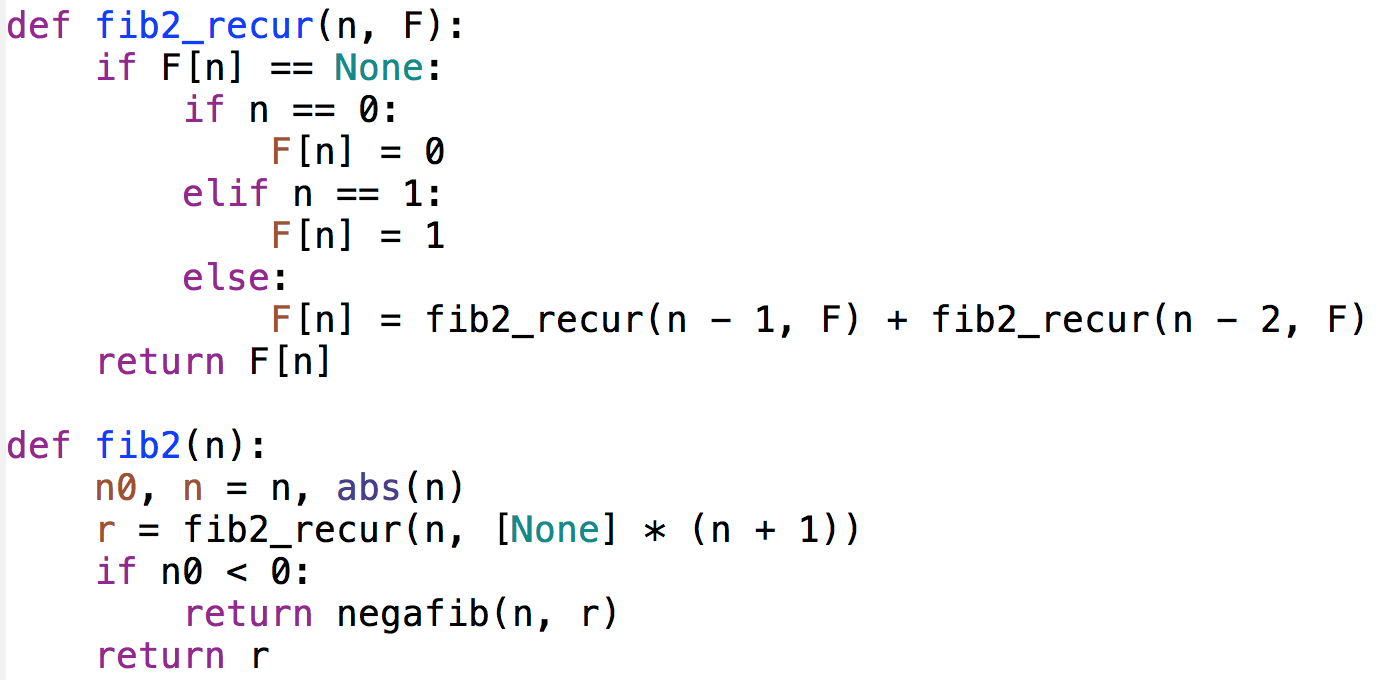 def fib2_recur(n, F):
    if F[n] == None:
        if n == 0:
            F[n] = 0
        elif n == 1:
            F[n] = 1
        else:
            F[n] = fib2_recur(n - 1, F) + fib2_recur(n - 2, F)
    return F[n]

def fib2(n):
    n0, n = n, abs(n)
    r = fib2_recur(n, [None] * (n + 1))
    if n0 < 0:
        return negafib(n, r)
    return r